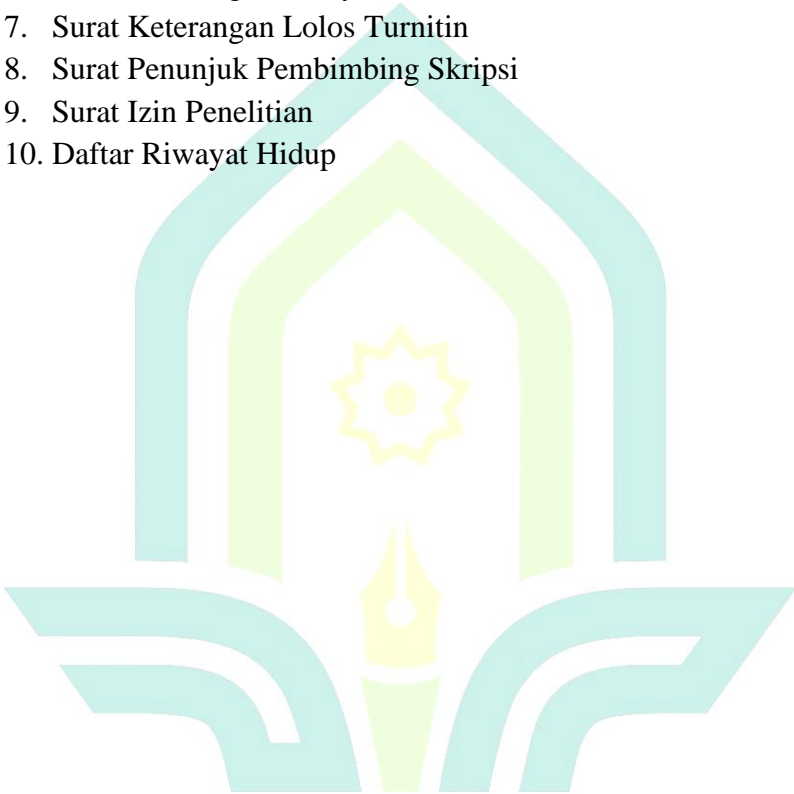 7. Surat Keterangan Lolos Turnitin
8. Surat Penunjuk Pembimbing Skripsi
9. Surat Izin Penelitian
10. Daftar Riwayat Hidup